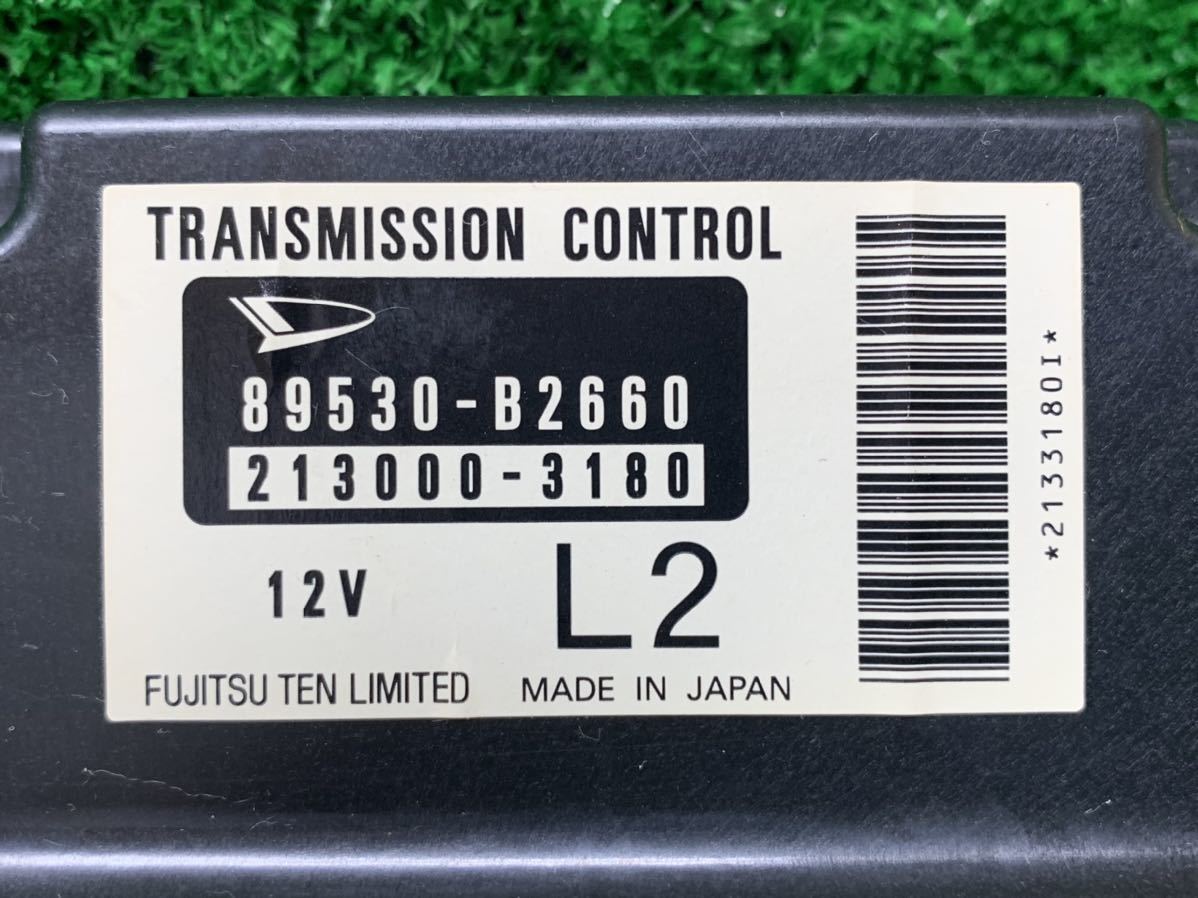 TRANSMISSION CONTROL
89530-B2660
213000-3180
12V
L2
FUJITSU TEN LIMITED MADE IN JAPAN
*2133180I*